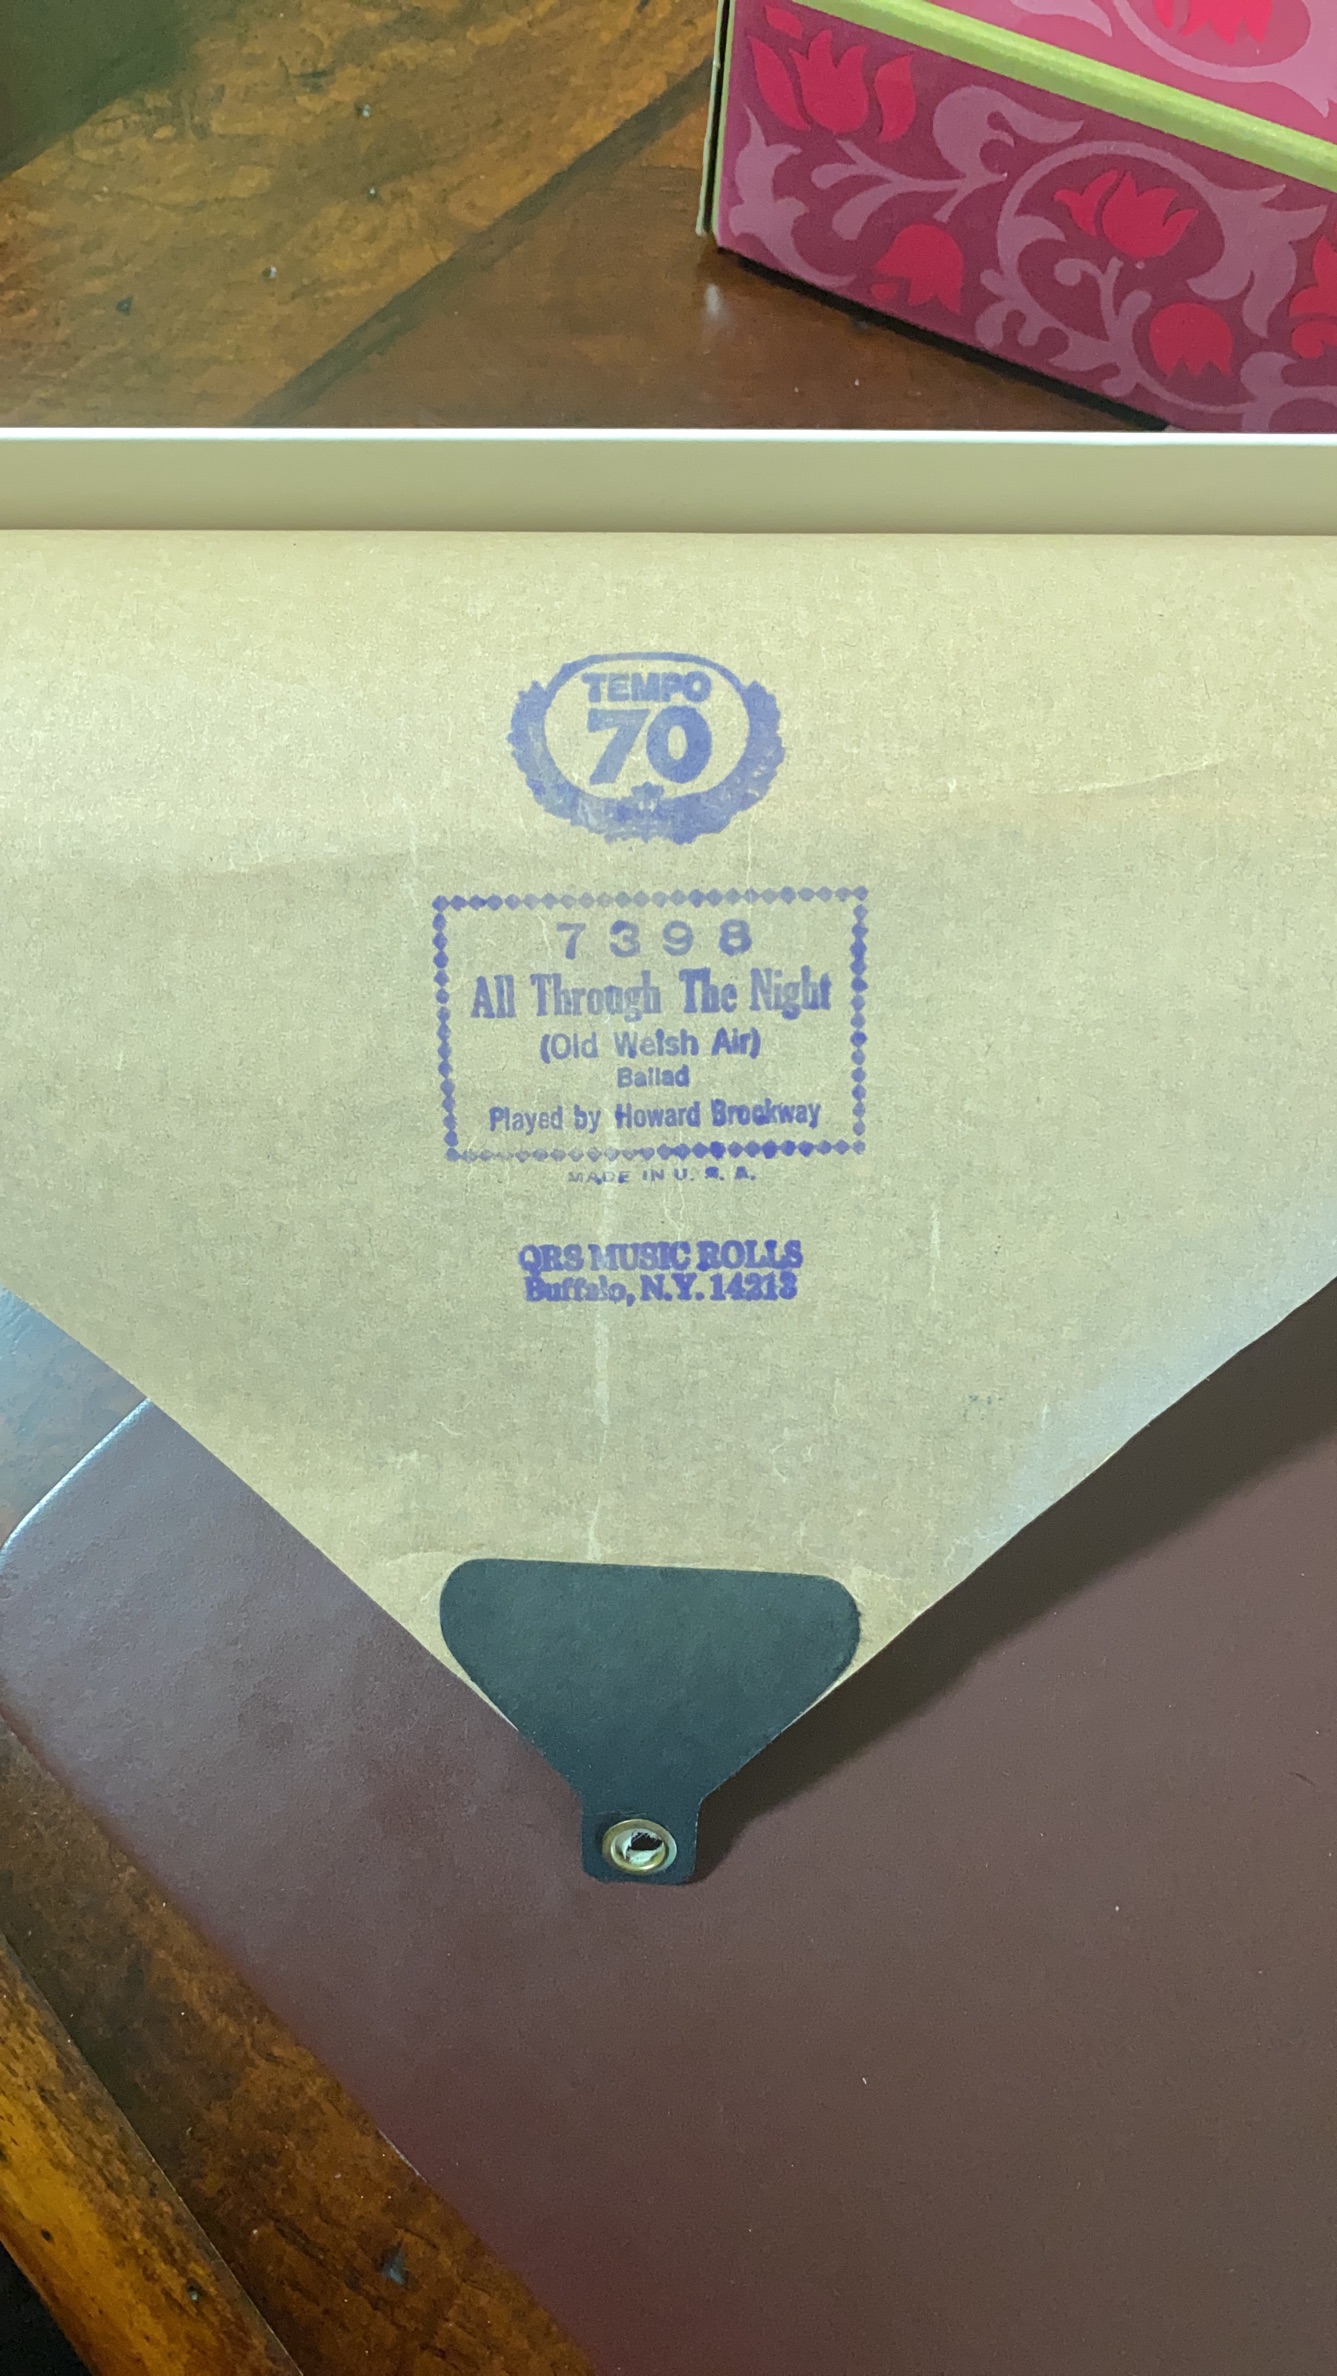 TEMPO
70
7398
All Through The Night
(Old Welsh Air)
Ballad
Played by Howard Brockway
MADE IN U. S. A.
QRS MUSIC ROLLS
Buffalo, N.Y. 14213